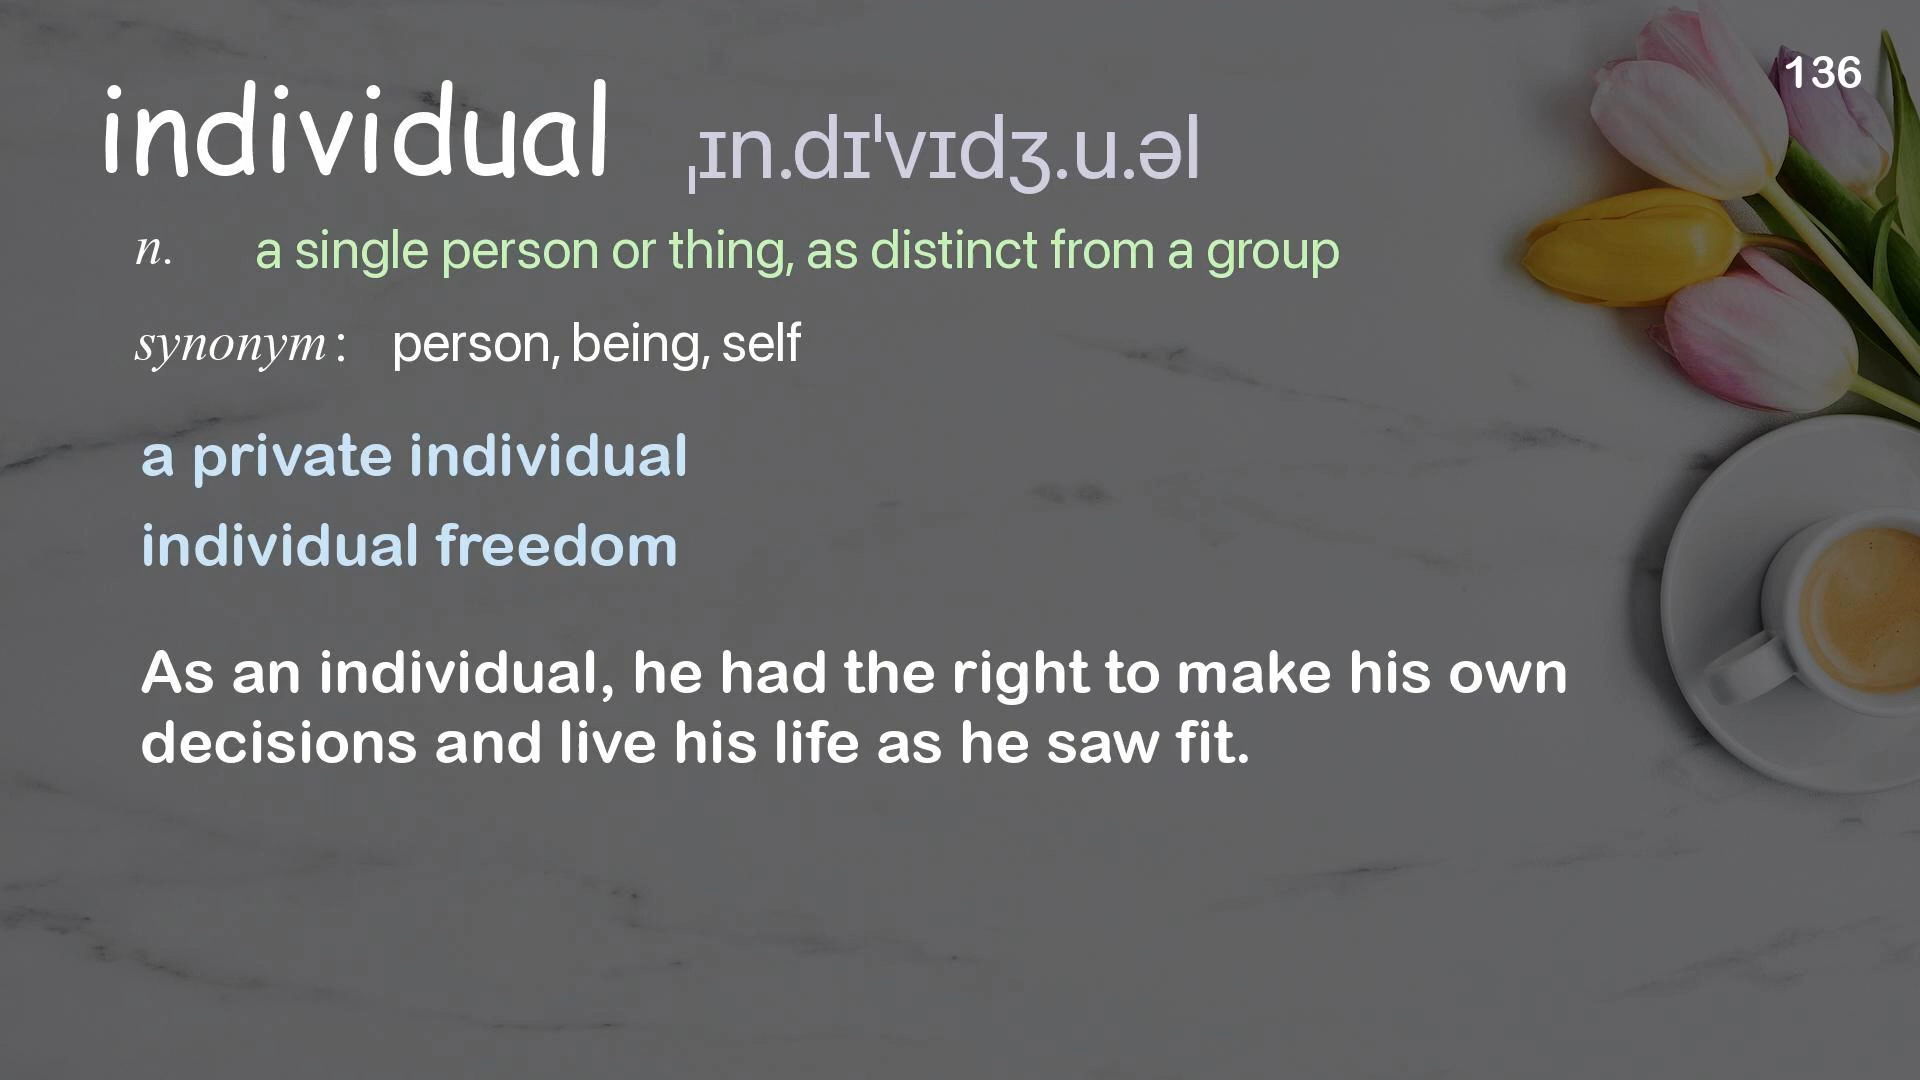 136
individual ˌɪn.dɪˈvɪdʒ.u.əl
n. a single person or thing, as distinct from a group
synonym: person, being, self
a private individual
individual freedom
As an individual, he had the right to make his own
decisions and live his life as he saw fit.